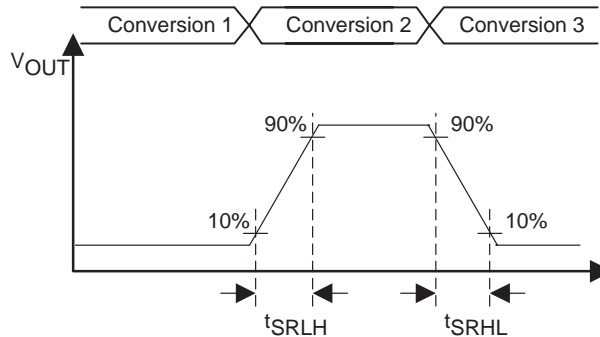 Conversion 1 Conversion 2 Conversion 3
VOUT
90% 90%
10% 10%
tSRLH tSRHL